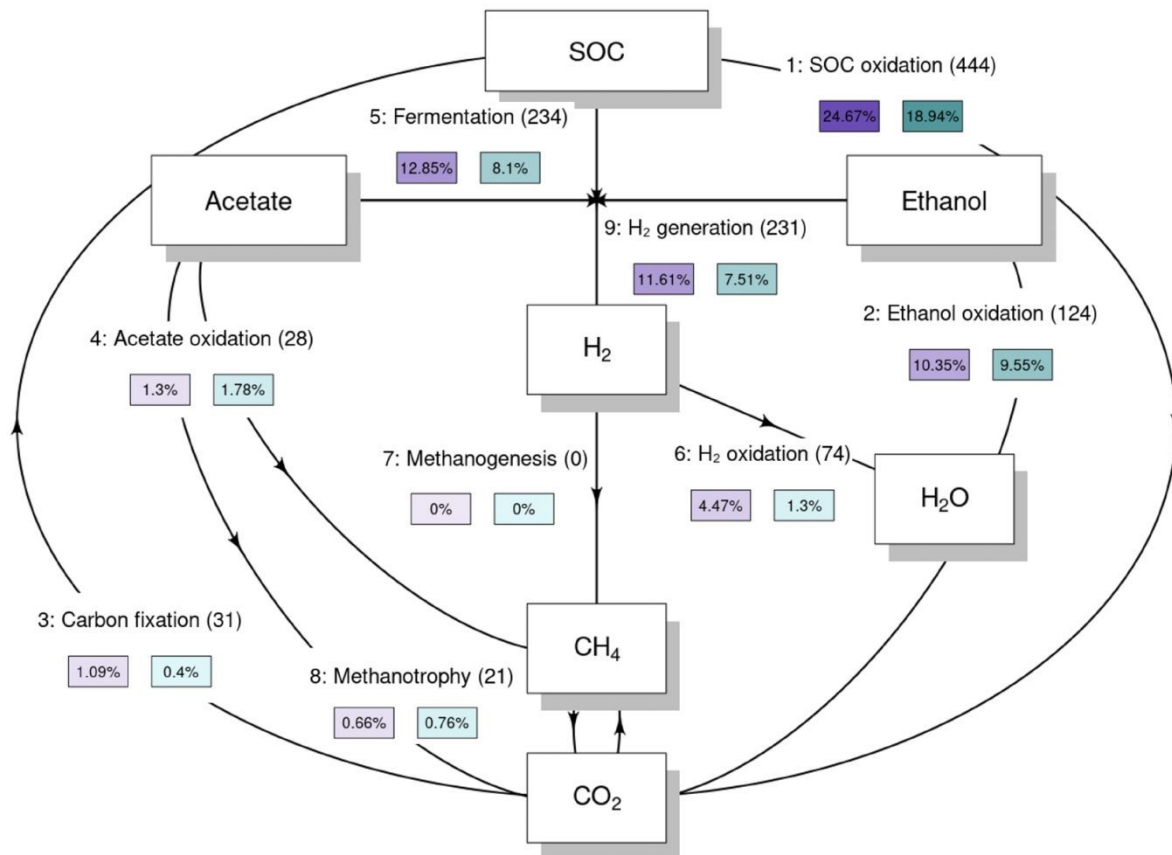 SOC
1: SOC oxidation (444)
24.67% 18.94%
5: Fermentation (234)
12.85% 8.1%
Acetate
Ethanol
9: H₂ generation (231)
11.61% 7.51%
4: Acetate oxidation (28)
1.3% 1.78%
H₂
2: Ethanol oxidation (124)
10.35% 9.55%
7: Methanogenesis (0)
0% 0%
6: H₂ oxidation (74)
4.47% 1.3%
H₂O
3: Carbon fixation (31)
1.09% 0.4%
CH₄
8: Methanotrophy (21)
0.66% 0.76%
CO₂